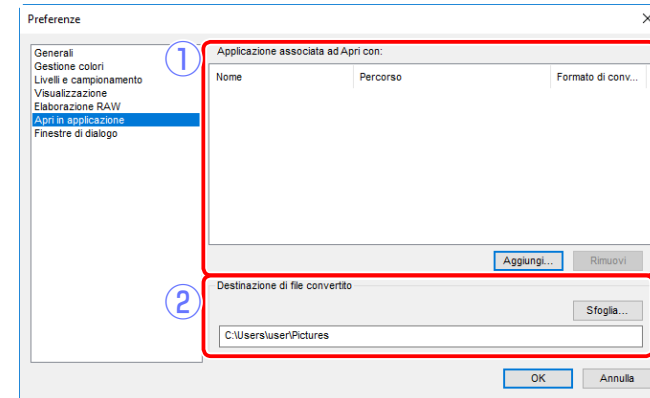 Preferenze
Generali
Gestione colori
Livelli e campionamento
Visualizzazione
Elaborazione RAW
Apri in applicazione
Finestre di dialogo
1
Applicazione associata ad Apri con:
Nome Percorso Formato di conv...
Aggiungi... Rimuovi
2
Destinazione di file convertito
Sfoglia...
C:\Users\user\Pictures
OK Annulla